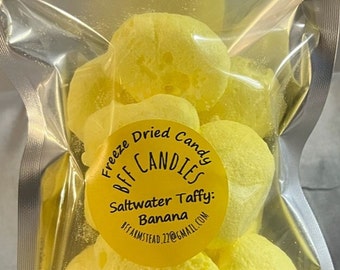 Freeze Dried Candy
BFF CANDIES
Saltwater Taffy:
Banana
BFFARMSTEAD.22@GMAIL.COM